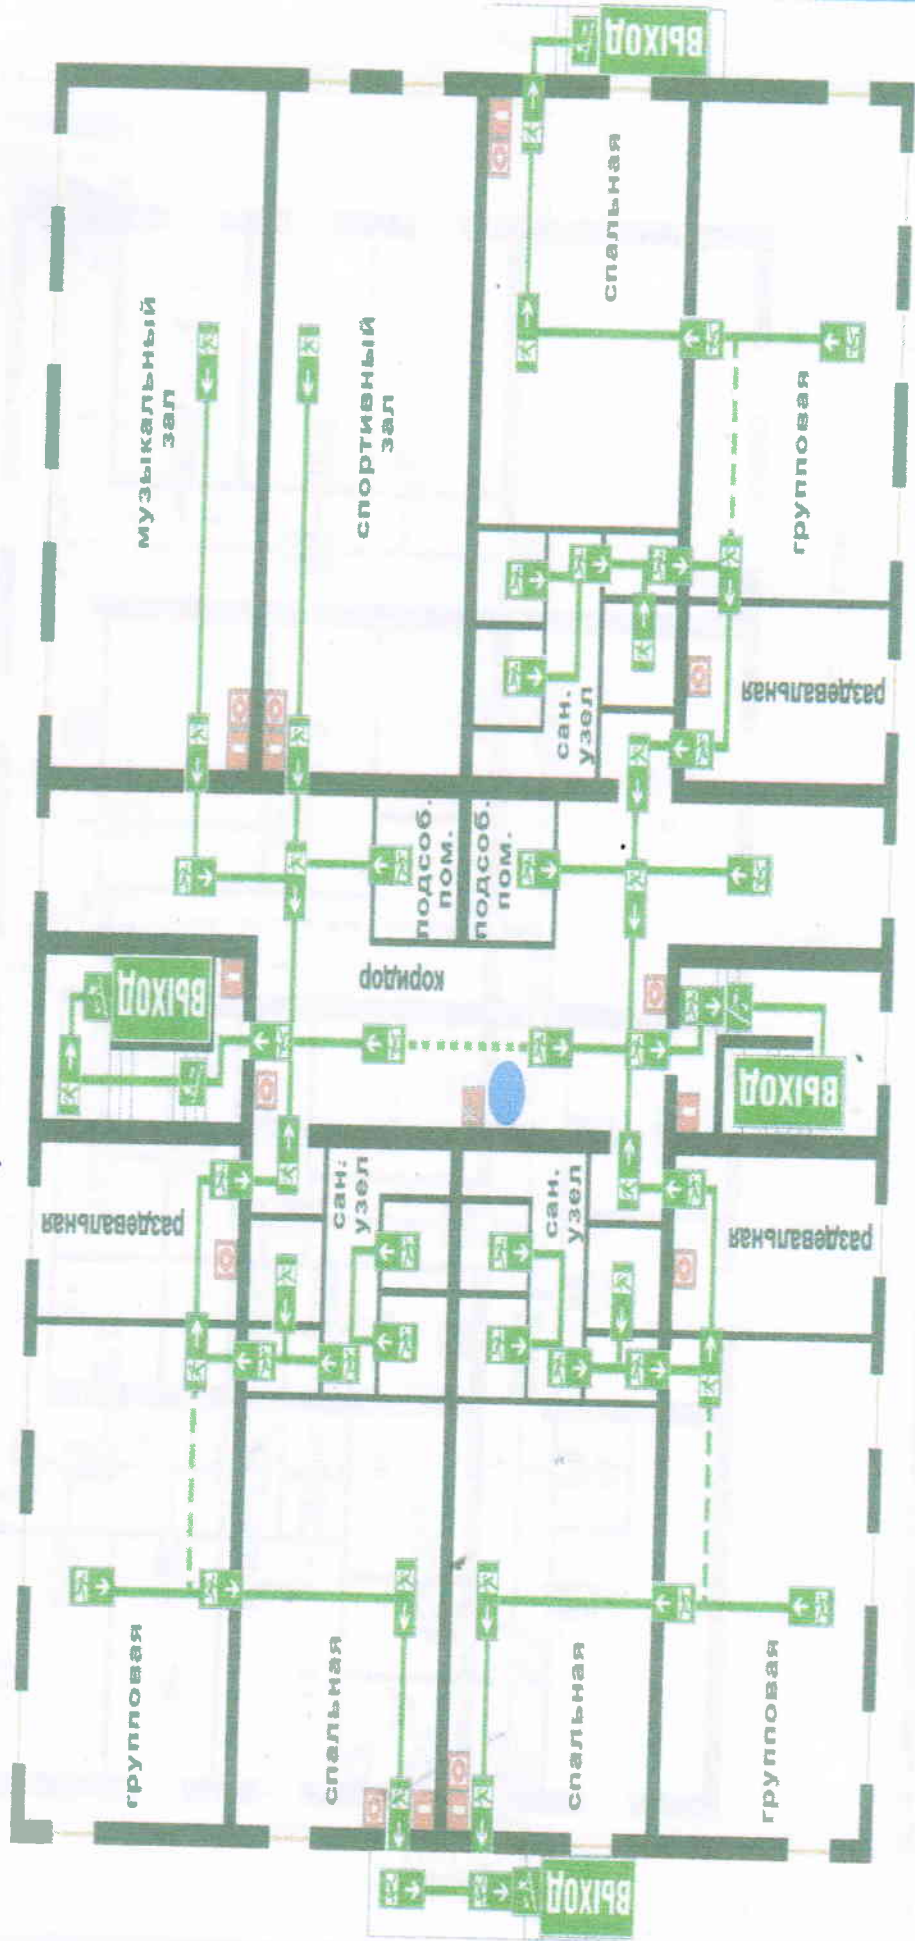 ВЫХОД
музыкальный
зал
спортивный
зал
спальная
групповая
раздевальная
сан.
узел
подсоб.
пом.
подсоб.
пом.
коридор
ВЫХОД
ВЫХОД
раздевальная
сан.
узел
сан.
узел
раздевальная
групповая
спальная
спальная
групповая
ВЫХОД